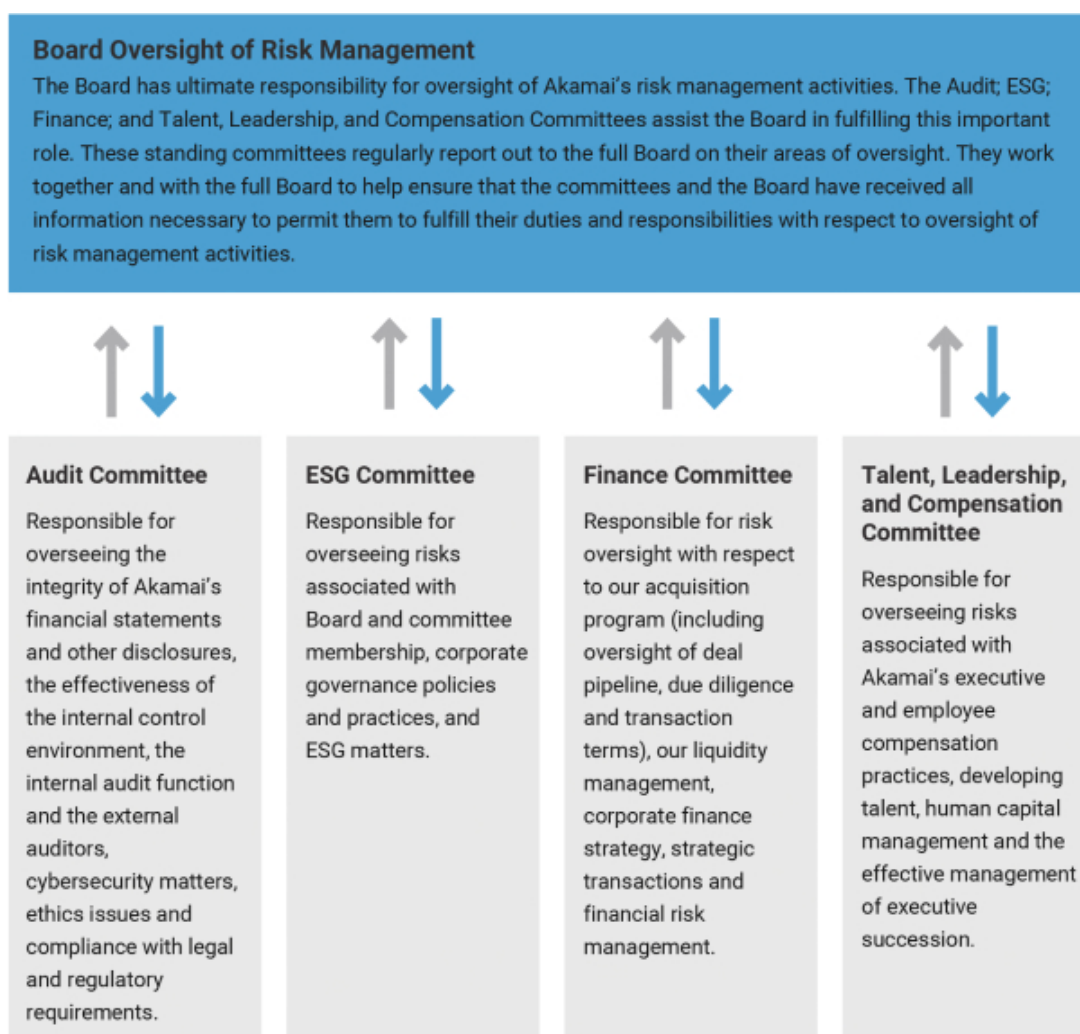 Board Oversight of Risk Management
The Board has ultimate responsibility for oversight of Akamai's risk management activities. The Audit; ESG;
Finance; and Talent, Leadership, and Compensation Committees assist the Board in fulfilling this important
role. These standing committees regularly report out to the full Board on their areas of oversight. They work
together and with the full Board to help ensure that the committees and the Board have received all
information necessary to permit them to fulfill their duties and responsibilities with respect to oversight of
risk management activities.
Audit Committee
Responsible for
overseeing the
integrity of Akamai's
financial statements
and other disclosures,
the effectiveness of
the internal control
environment, the
internal audit function
and the external
auditors,
cybersecurity matters,
ethics issues and
compliance with legal
and regulatory
requirements.
ESG Committee
Responsible for
overseeing risks
associated with
Board and committee
membership, corporate
governance policies
and practices, and
ESG matters.
Finance Committee
Responsible for risk
oversight with respect
to our acquisition
program (including
oversight of deal
pipeline, due diligence
and transaction
terms), our liquidity
management,
corporate finance
strategy, strategic
transactions and
financial risk
management.
Talent, Leadership,
and Compensation
Committee
Responsible for
overseeing risks
associated with
Akamai's executive
and employee
compensation
practices, developing
talent, human capital
management and the
effective management
of executive
succession.